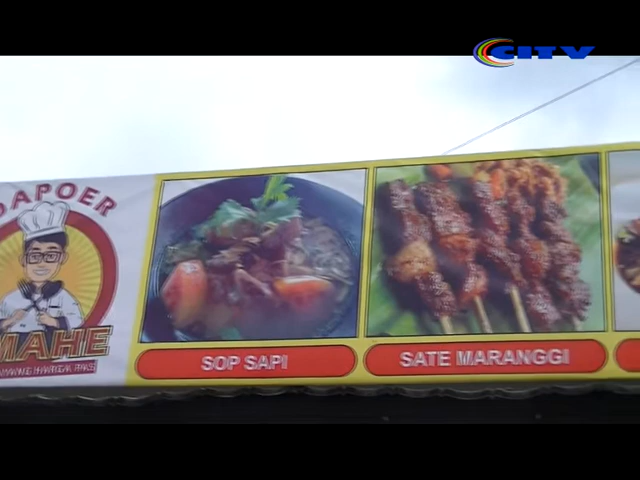 CITV
DAPOER
MAHE
SOP SAPI
SATE MARANGGI